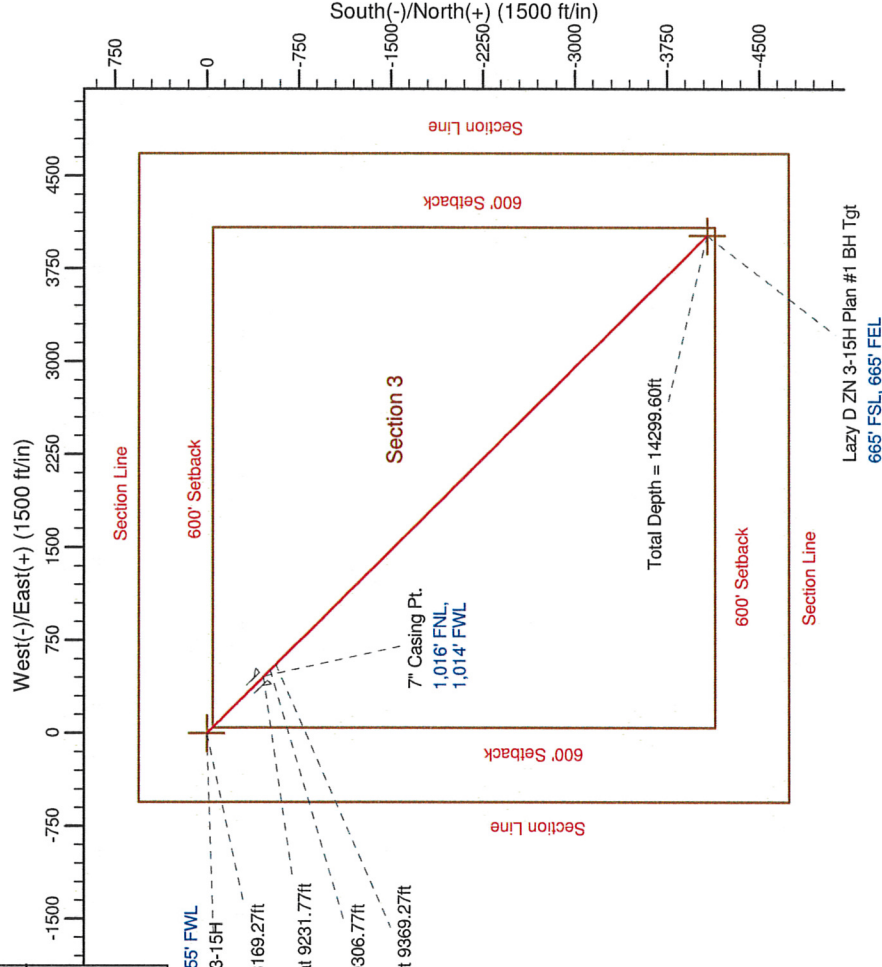 South(-)/North(+) (1500 ft/in)
750
0
-750
-1500
-2250
-3000
-3750
-4500
West(-)/East(+) (1500 ft/in)
-1500
-750
0
750
1500
2250
3000
3750
4500
Section Line
600' Setback
Section Line
600' Setback
Section 3
7" Casing Pt.
1,016' FNL,
1,014' FWL
Total Depth = 14299.60ft
600' Setback
Section Line
600' Setback
Section Line
55' FWL
3-15H
169.27ft
at 9231.77ft
306.77ft
t 9369.27ft
Lazy D ZN 3-15H Plan #1 BH Tgt
665' FSL, 665' FEL